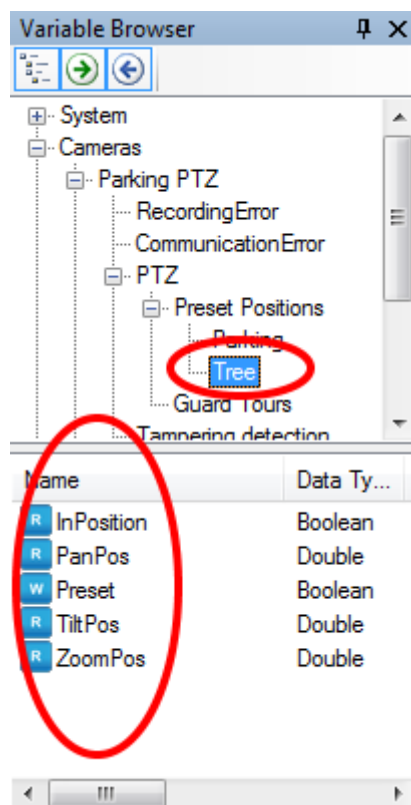 Variable Browser
System
Cameras
Parking PTZ
RecordingError
CommunicationError
PTZ
Preset Positions
Parking
Tree
Guard Tours
Tampering detection
Name Data Ty...
R InPosition Boolean
R PanPos Double
W Preset Boolean
R TiltPos Double
R ZoomPos Double